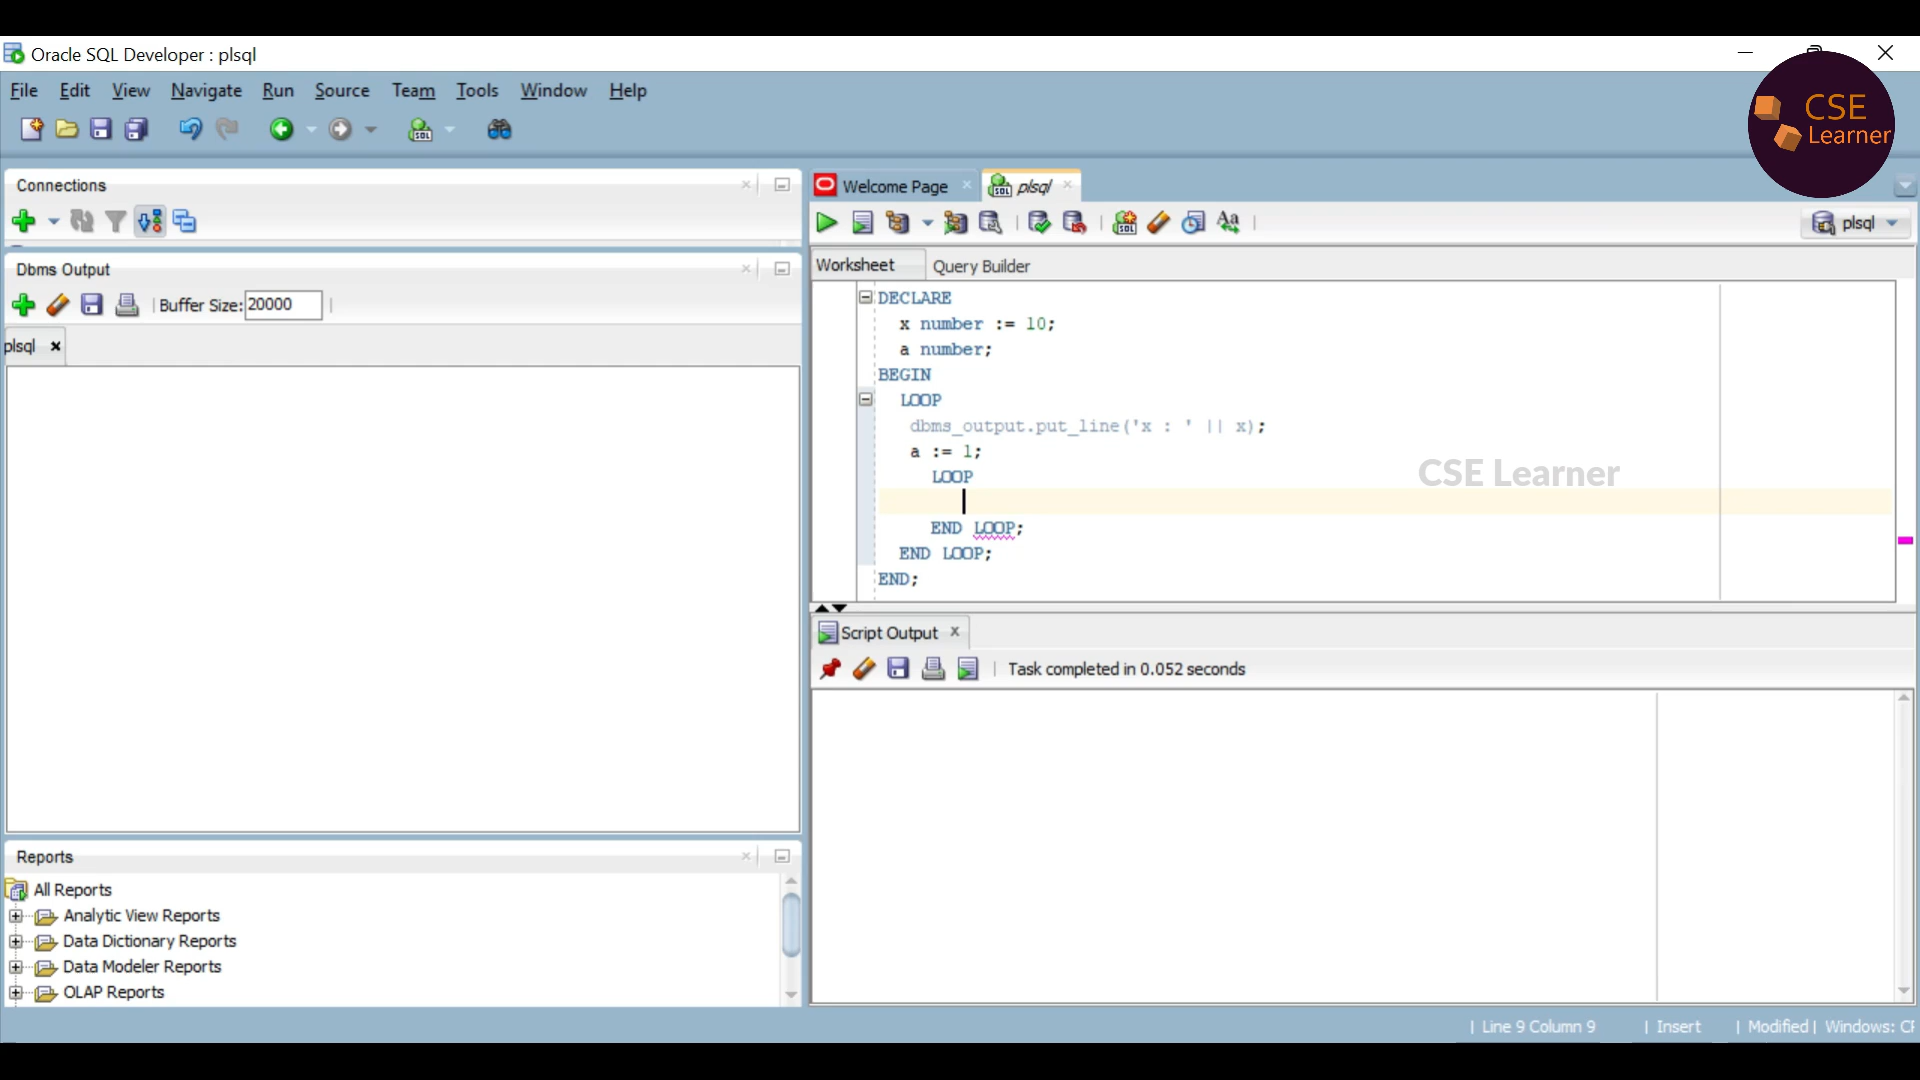 Oracle SQL Developer : plsql
File Edit View Navigate Run Source Team Tools Window Help
CSE
Learner
Connections
Welcome Page
plsql
plsql
Dbms Output
Worksheet
Query Builder
Buffer Size: 20000
plsql
DECLARE
x number := 10;
a number;
BEGIN
LOOP
dbms_output.put_line('x : ' || x);
a := 1;
LOOP
END LOOP;
END LOOP;
END;
CSE Learner
Script Output
Task completed in 0.052 seconds
Reports
All Reports
Analytic View Reports
Data Dictionary Reports
Data Modeler Reports
OLAP Reports
| Line 9 Column 9 | Insert | Modified | Windows: